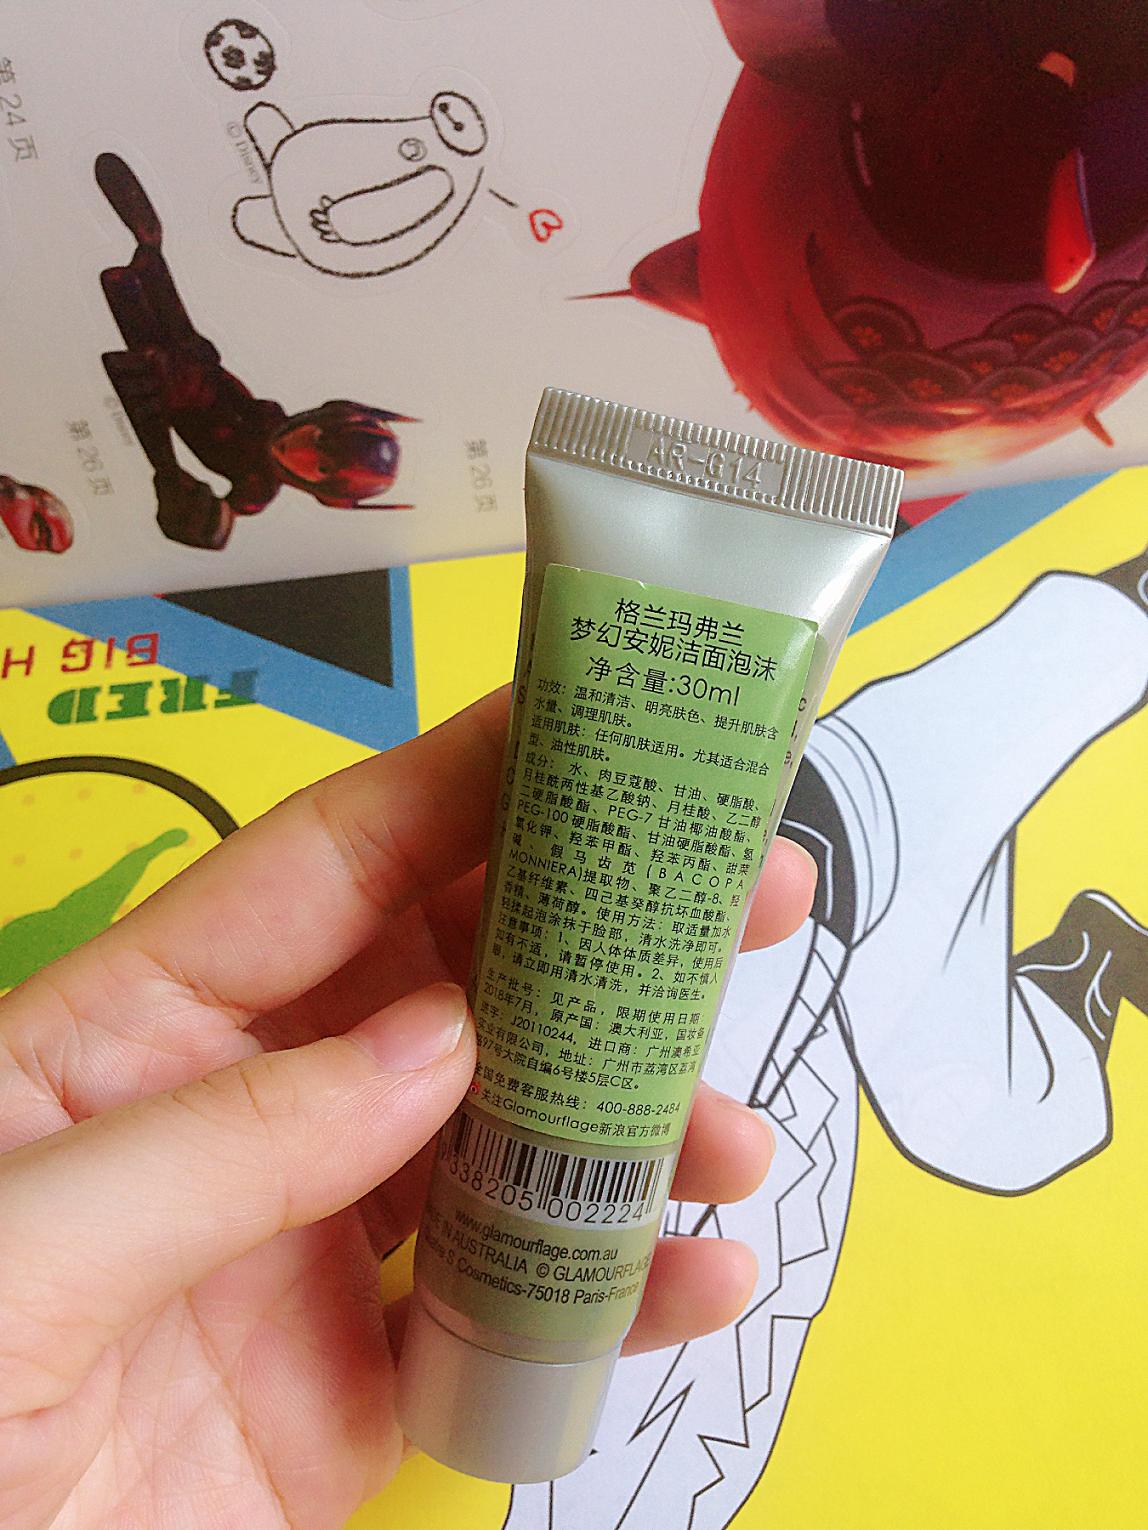 第24页
© Disney
第26页
第26页
BIG H
FRED
AR-G14
格兰玛弗兰
梦幻安妮洁面泡沫
净含量:30ml
功效：温和清洁、明亮肤色、提升肌肤含
水量、调理肌肤。
适用肌肤：任何肌肤适用。尤其适合混合
型、油性肌肤。
成分：水、肉豆蔻酸、甘油、硬脂酸、
月桂酰两性基乙酸钠、月桂酸、乙二醇
二硬脂酸酯、PEG-7甘油椰油酸酯、
PEG-100硬脂酸酯、甘油硬脂酸酯、氢
氧化钾、羟苯甲酯、羟苯丙酯、甜菜
碱、假马齿苋(BACOPA
MONNIERA)提取物、聚乙二醇-8、羟
乙基纤维素、四己基癸醇抗坏血酸酯、
香精、薄荷醇。使用方法：取适量加水
轻揉起泡涂抹于脸部，清水洗净即可。
注意事项：1、因人体体质差异，使用后
如有不适，请暂停使用。2、如不慎入
眼，请立即用清水清洗，并洽询医生。
生产批号：见产品，限期使用日期
2018年7月，原产国：澳大利亚，国妆备
进字：J20110244，进口商：广州澳希亚
实业有限公司，地址：广州市荔湾区荔湾
路97号大院自编6号楼5层C区。
全国免费客服热线：400-888-2484
关注Glamourflage新浪官方微博
338205 002224
www.glamourflage.com.au
IN AUSTRALIA © GLAMOURFLAGE
S Cosmetics-75018 Paris-France